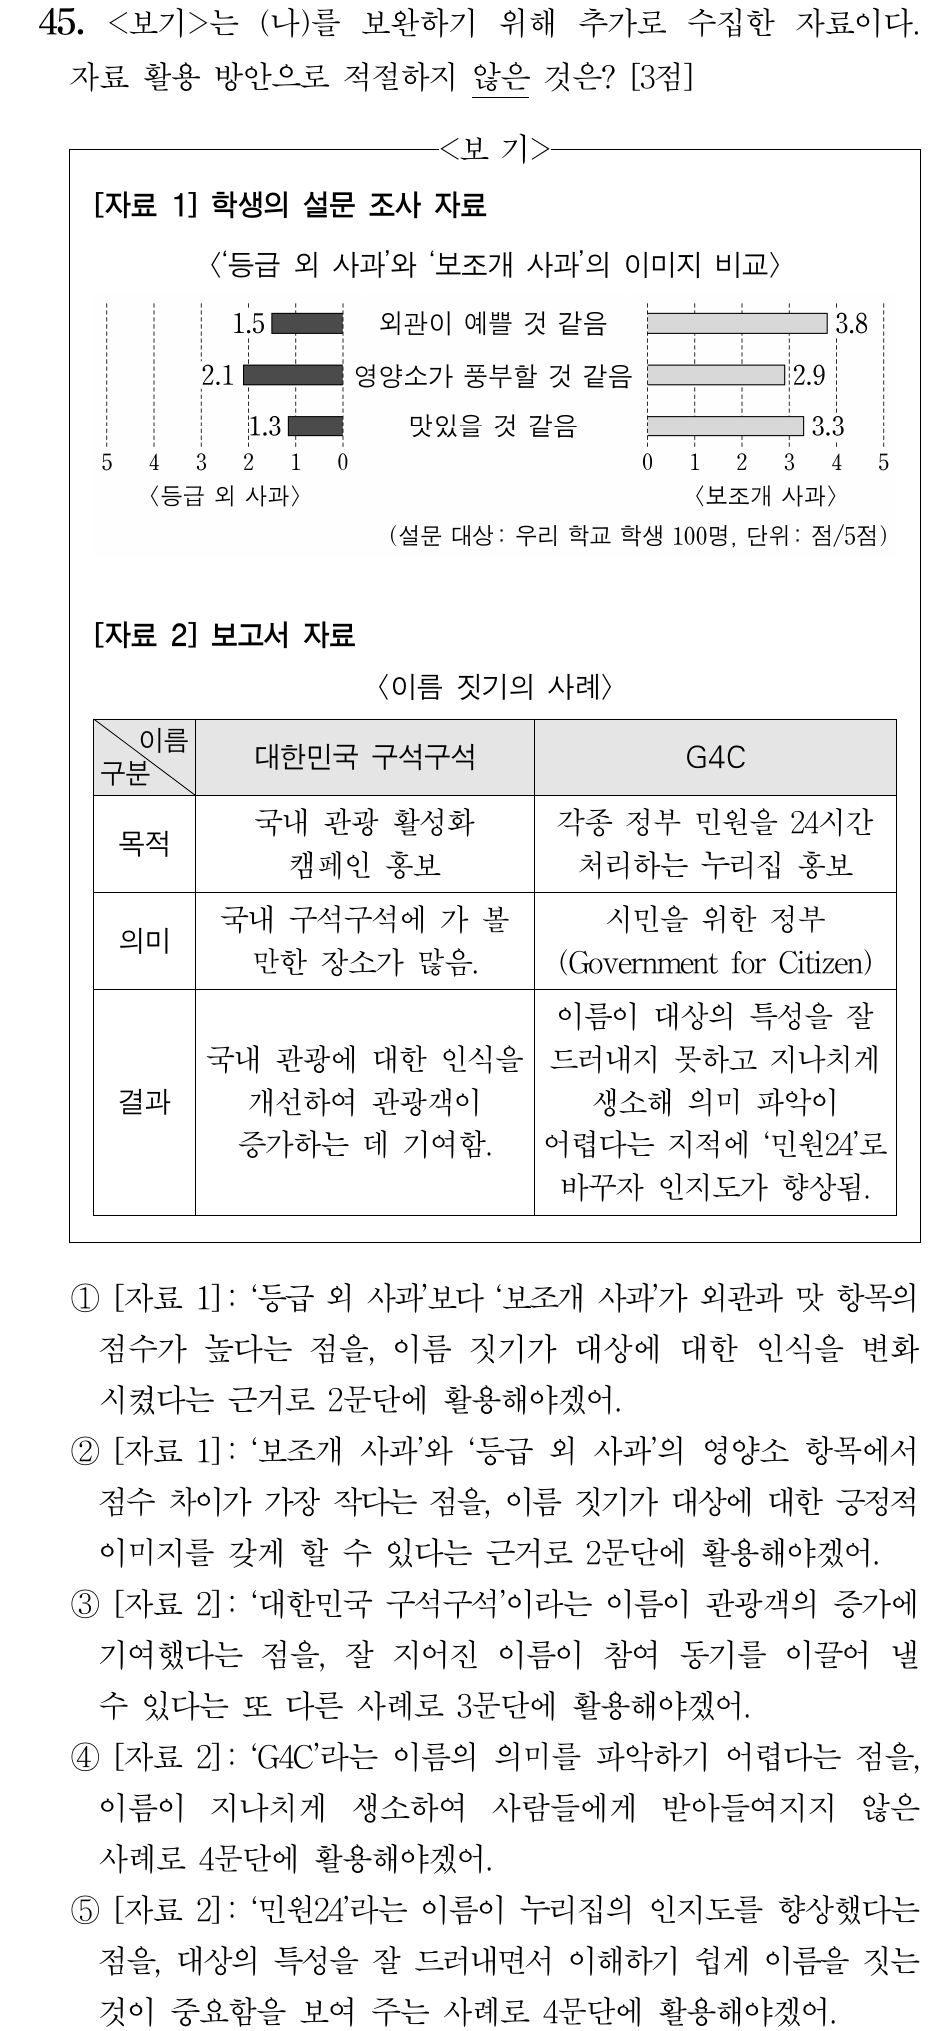 45. <보기>는 (나)를 보완하기 위해 추가로 수집한 자료이다.
자료 활용 방안으로 적절하지 않은 것은? [3점]
<보 기>
[자료 1] 학생의 설문 조사 자료
〈‘등급 외 사과’와 ‘보조개 사과’의 이미지 비교〉
1.5 외관이 예쁠 것 같음 3.8
2.1 영양소가 풍부할 것 같음 2.9
1.3 맛있을 것 같음 3.3
5 4 3 2 1 0 0 1 2 3 4 5
〈등급 외 사과〉 〈보조개 사과〉
(설문 대상: 우리 학교 학생 100명, 단위: 점/5점)
[자료 2] 보고서 자료
〈이름 짓기의 사례〉
이름
구분
대한민국 구석구석 G4C
목적
국내 관광 활성화
캠페인 홍보
각종 정부 민원을 24시간
처리하는 누리집 홍보
의미
국내 구석구석에 가 볼
만한 장소가 많음.
시민을 위한 정부
(Government for Citizen)
결과
국내 관광에 대한 인식을
개선하여 관광객이
증가하는 데 기여함.
이름이 대상의 특성을 잘
드러내지 못하고 지나치게
생소해 의미 파악이
어렵다는 지적에 ‘민원24’로
바꾸자 인지도가 향상됨.
① [자료 1]: ‘등급 외 사과’보다 ‘보조개 사과’가 외관과 맛 항목의
점수가 높다는 점을, 이름 짓기가 대상에 대한 인식을 변화
시켰다는 근거로 2문단에 활용해야겠어.
② [자료 1]: ‘보조개 사과’와 ‘등급 외 사과’의 영양소 항목에서
점수 차이가 가장 작다는 점을, 이름 짓기가 대상에 대한 긍정적
이미지를 갖게 할 수 있다는 근거로 2문단에 활용해야겠어.
③ [자료 2]: ‘대한민국 구석구석’이라는 이름이 관광객의 증가에
기여했다는 점을, 잘 지어진 이름이 참여 동기를 이끌어 낼
수 있다는 또 다른 사례로 3문단에 활용해야겠어.
④ [자료 2]: ‘G4C’라는 이름의 의미를 파악하기 어렵다는 점을,
이름이 지나치게 생소하여 사람들에게 받아들여지지 않은
사례로 4문단에 활용해야겠어.
⑤ [자료 2]: ‘민원24’라는 이름이 누리집의 인지도를 향상했다는
점을, 대상의 특성을 잘 드러내면서 이해하기 쉽게 이름을 짓는
것이 중요함을 보여 주는 사례로 4문단에 활용해야겠어.